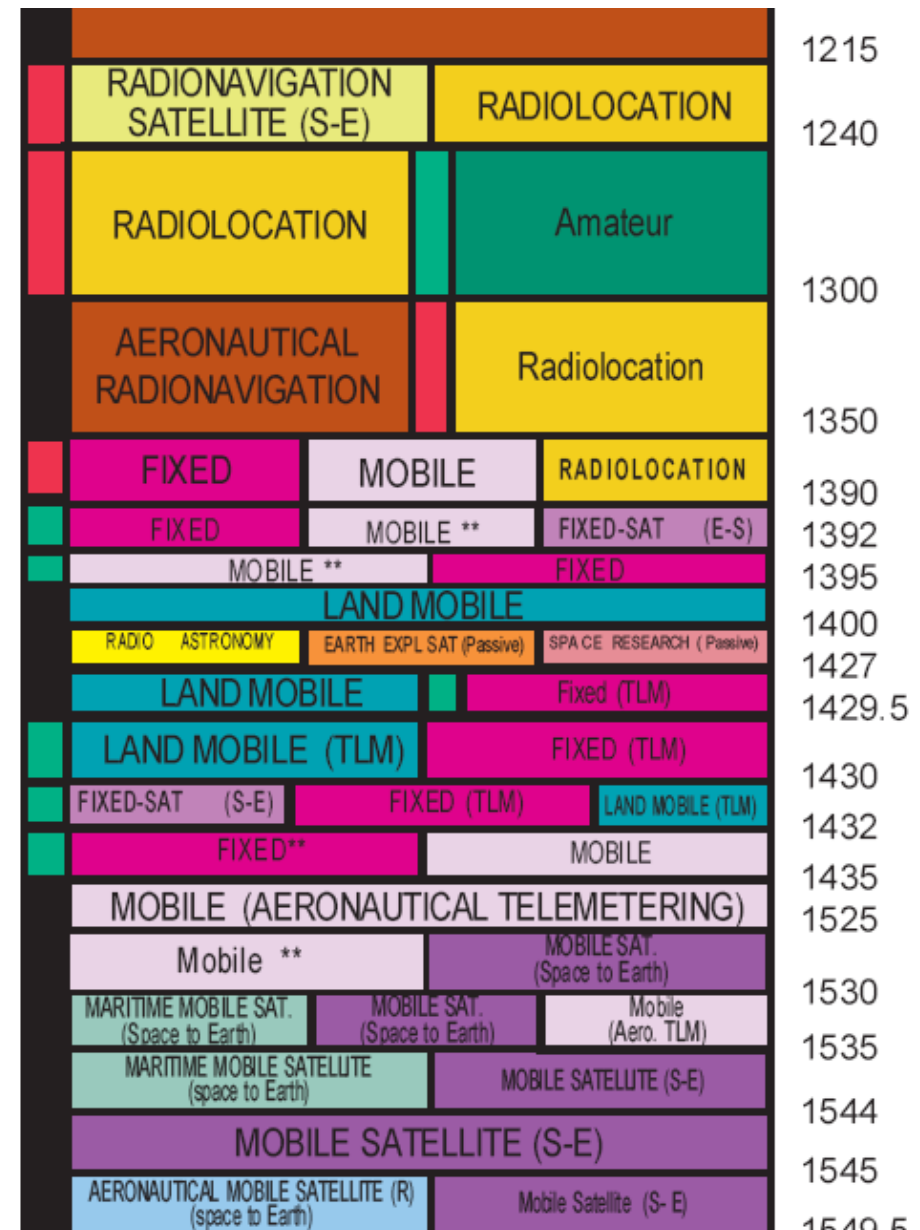 1215
RADIONAVIGATION
SATELLITE (S-E)
RADIOLOCATION
1240
RADIOLOCATION
Amateur
1300
AERONAUTICAL
RADIONAVIGATION
Radiolocation
1350
FIXED
MOBILE
RADIOLOCATION
1390
FIXED
MOBILE **
FIXED-SAT (E-S)
1392
MOBILE **
FIXED
1395
LAND MOBILE
1400
RADIO ASTRONOMY
EARTH EXPL SAT (Passive)
SPACE RESEARCH ( Passive)
1427
LAND MOBILE
Fixed (TLM)
1429.5
LAND MOBILE (TLM)
FIXED (TLM)
1430
FIXED-SAT (S-E)
FIXED (TLM)
LAND MOBILE (TLM)
1432
FIXED**
MOBILE
1435
MOBILE (AERONAUTICAL TELEMETERING)
1525
Mobile **
MOBILE SAT.
(Space to Earth)
1530
MARITIME MOBILE SAT.
(Space to Earth)
MOBILE SAT.
(Space to Earth)
Mobile
(Aero. TLM)
1535
MARITIME MOBILE SATELLITE
(space to Earth)
MOBILE SATELLITE (S-E)
1544
MOBILE SATELLITE (S-E)
1545
AERONAUTICAL MOBILE SATELLITE (R)
(space to Earth)
Mobile Satellite (S- E)
1549.5